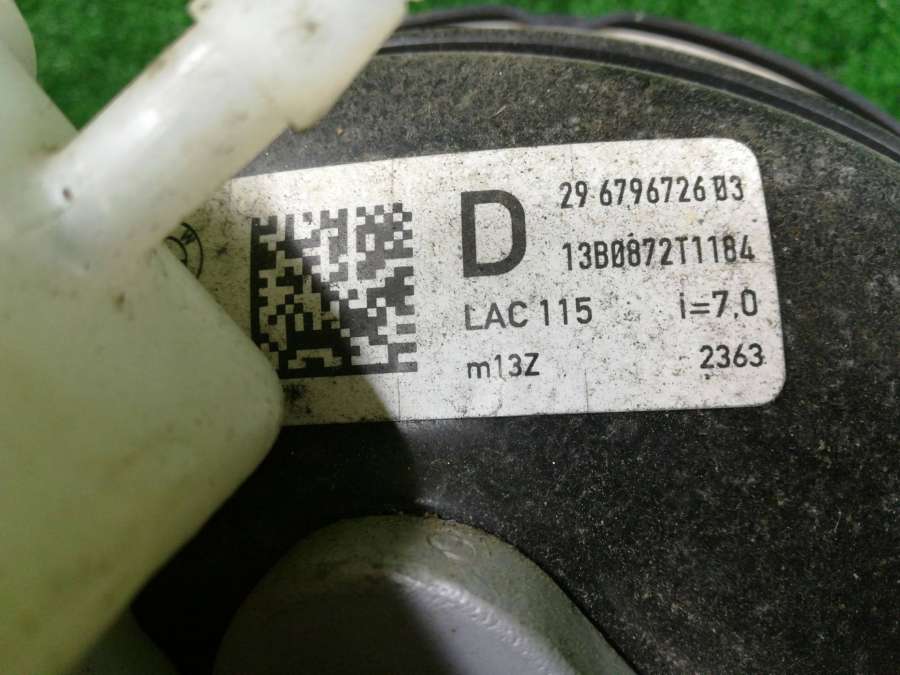 D
29 6796726 03
13B0872T1184
LAC 115 i=7,0
m13Z 2363